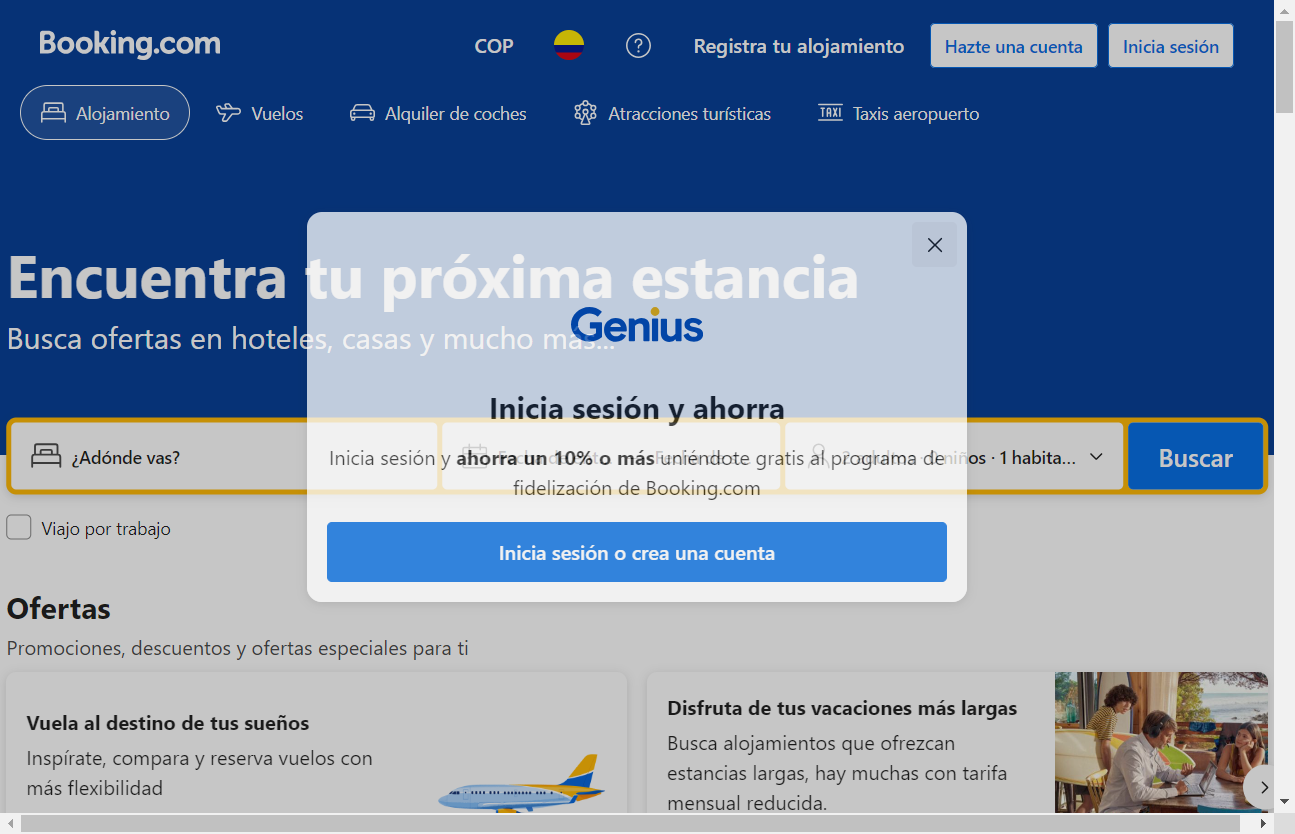 Booking.com
COP
Registra tu alojamiento
Hazte una cuenta
Inicia sesión
Alojamiento
Vuelos
Alquiler de coches
Atracciones turísticas
TAXI Taxis aeropuerto
Encuentra tu próxima estancia
Busca ofertas en hoteles, casas y mucho más...
Genius
Inicia sesión y ahorra
Inicia sesión y ahorra un 10% o más uniéndote gratis al programa de
fidelización de Booking.com
Inicia sesión o crea una cuenta
¿Adónde vas?
2 adultos · 0 niños · 1 habita...
Buscar
Viajo por trabajo
Ofertas
Promociones, descuentos y ofertas especiales para ti
Vuela al destino de tus sueños
Inspírate, compara y reserva vuelos con
más flexibilidad
Disfruta de tus vacaciones más largas
Busca alojamientos que ofrezcan
estancias largas, hay muchas con tarifa
mensual reducida.